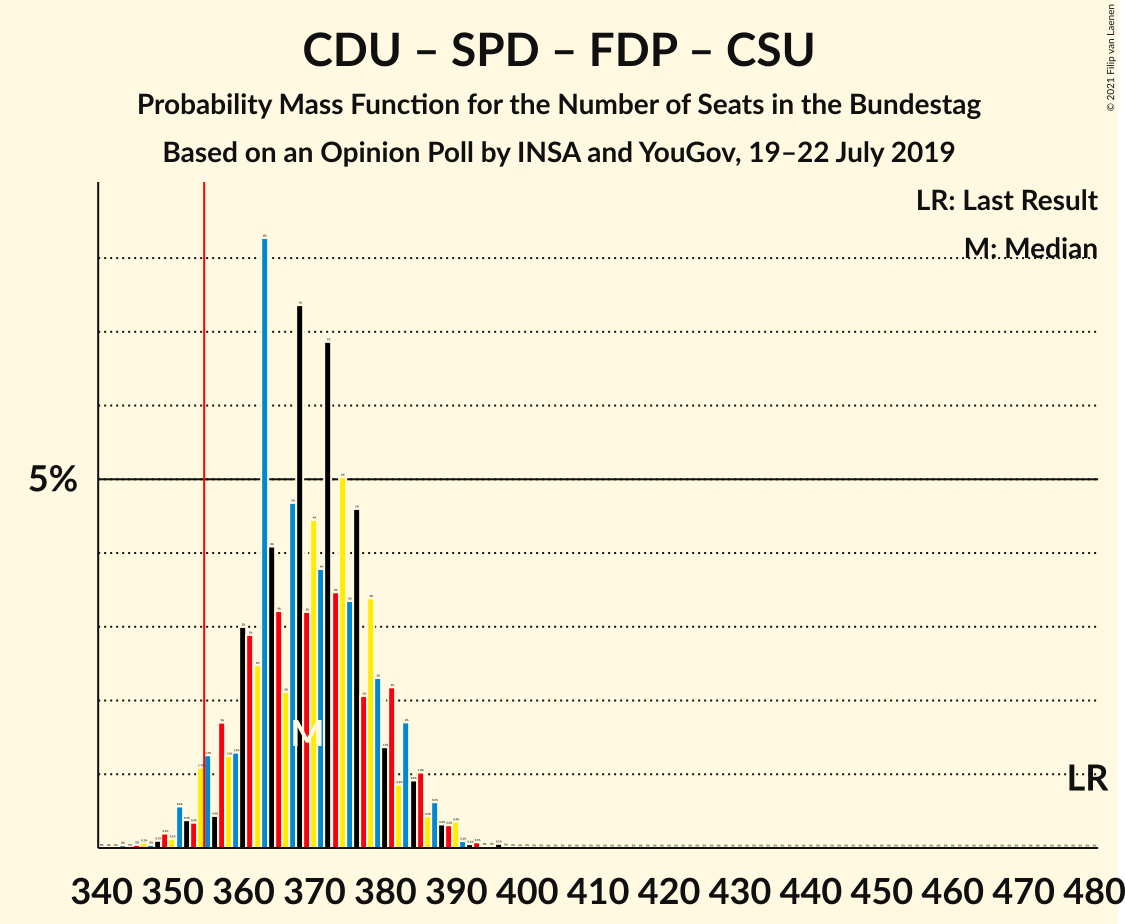 CDU – SPD – FDP – CSU
Probability Mass Function for the Number of Seats in the Bundestag
Based on an Opinion Poll by INSA and YouGov, 19–22 July 2019
© 2021 Filip van Laenen
LR: Last Result
M: Median
5%
M
LR
340 350 360 370 380 390 400 410 420 430 440 450 460 470 480